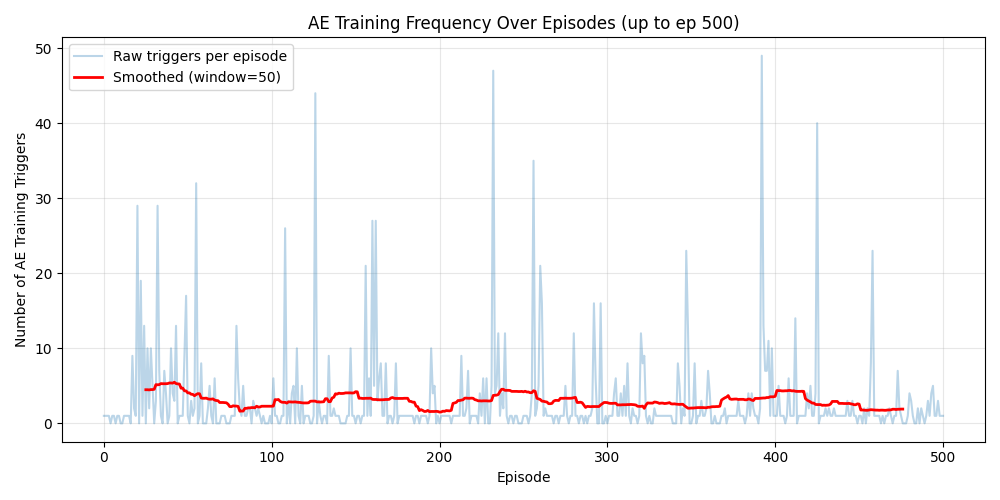 AE Training Frequency Over Episodes (up to ep 500)
Raw triggers per episode
Smoothed (window=50)
Number of AE Training Triggers
50
40
30
20
10
0
0 100 200 300 400 500
Episode